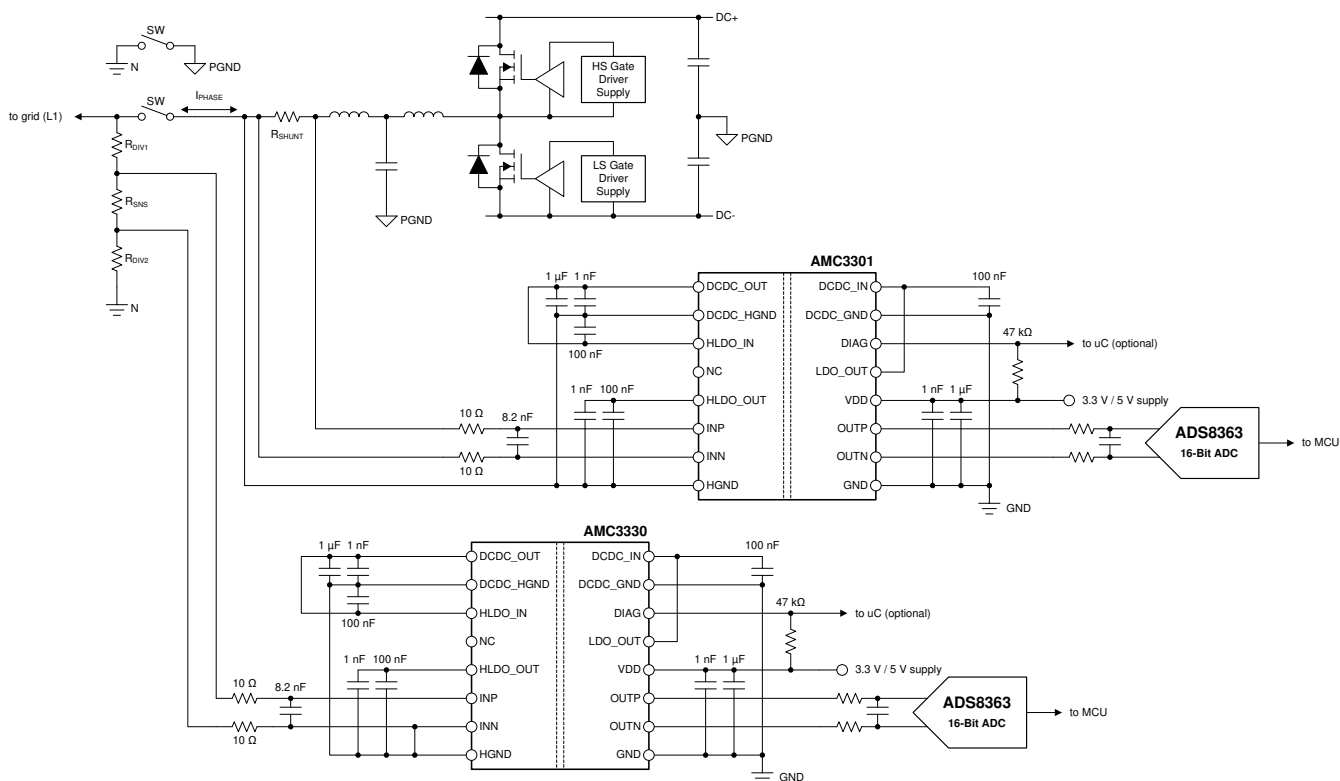 DC+
SW
N
PGND
HS Gate
Driver
Supply
SW
I_PHASE
to grid (L1)
R_SHUNT
PGND
R_DIV1
LS Gate
Driver
Supply
R_SNS
PGND
DC-
R_DIV2
N
AMC3301
1 µF 1 nF
100 nF
DCDC_OUT
DCDC_IN
DCDC_HGND
DCDC_GND
47 kΩ
HLDO_IN
DIAG
to uC (optional)
100 nF
NC
LDO_OUT
1 nF 100 nF
1 nF 1 µF
HLDO_OUT
VDD
3.3 V / 5 V supply
10 Ω
8.2 nF
INP
OUTP
ADS8363
16-Bit ADC
to MCU
INN
OUTN
10 Ω
HGND
GND
GND
AMC3330
1 µF 1 nF
100 nF
DCDC_OUT
DCDC_IN
DCDC_HGND
DCDC_GND
47 kΩ
HLDO_IN
DIAG
to uC (optional)
100 nF
NC
LDO_OUT
1 nF 100 nF
1 nF 1 µF
HLDO_OUT
VDD
3.3 V / 5 V supply
10 Ω
8.2 nF
INP
OUTP
ADS8363
16-Bit ADC
to MCU
INN
OUTN
10 Ω
HGND
GND
GND